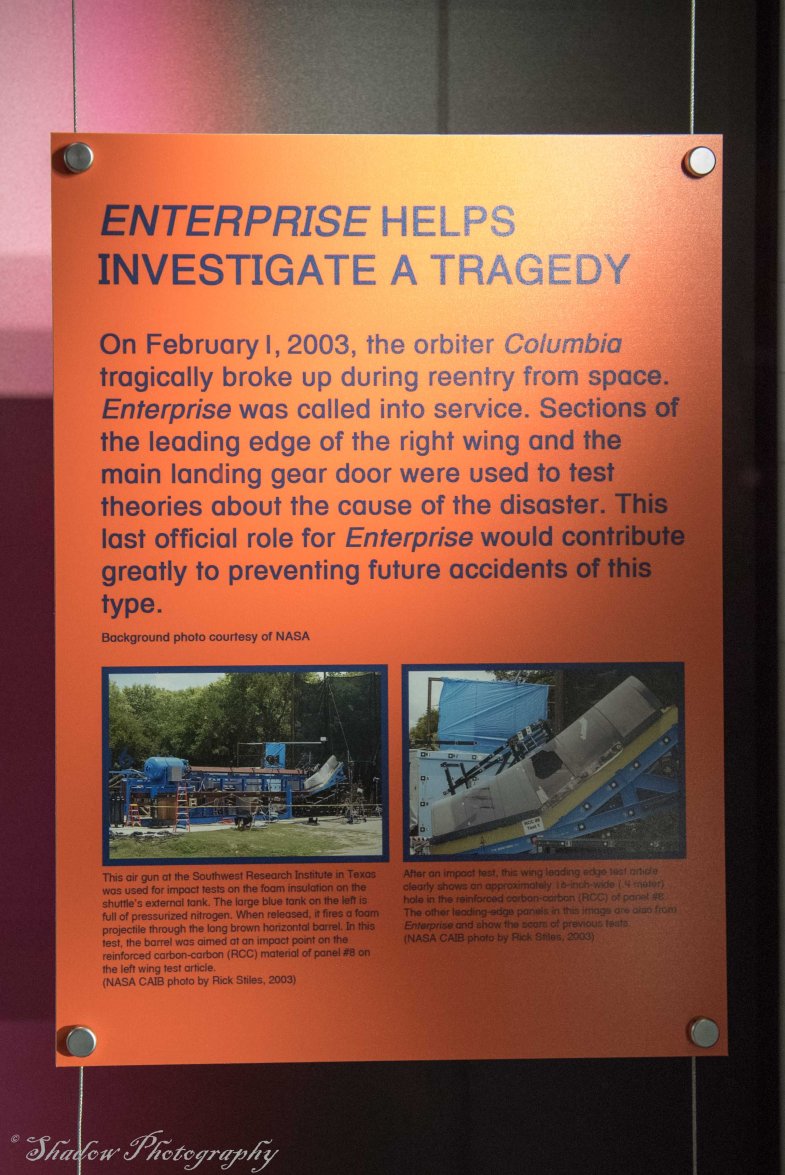 ENTERPRISE HELPS
INVESTIGATE A TRAGEDY
On February 1, 2003, the orbiter Columbia
tragically broke up during reentry from space.
Enterprise was called into service. Sections of
the leading edge of the right wing and the
main landing gear door were used to test
theories about the cause of the disaster. This
last official role for Enterprise would contribute
greatly to preventing future accidents of this
type.
Background photo courtesy of NASA
This air gun at the Southwest Research Institute in Texas
was used for impact tests on the foam insulation on the
shuttle's external tank. The large blue tank on the left is
full of pressurized nitrogen. When released, it fires a foam
projectile through the long brown horizontal barrel. In this
test, the barrel was aimed at an impact point on the
reinforced carbon-carbon (RCC) material of panel #8 on
the left wing test article.
(NASA CAIB photo by Rick Stiles, 2003)
RCC #8
Test 1
After an impact test, this wing leading edge test article
clearly shows an approximately 16-inch-wide (.4 meter)
hole in the reinforced carbon-carbon (RCC) of panel #8.
The other leading-edge panels in this image are also from
Enterprise and show the scars of previous tests.
(NASA CAIB photo by Rick Stiles, 2003)
© Shadow Photography